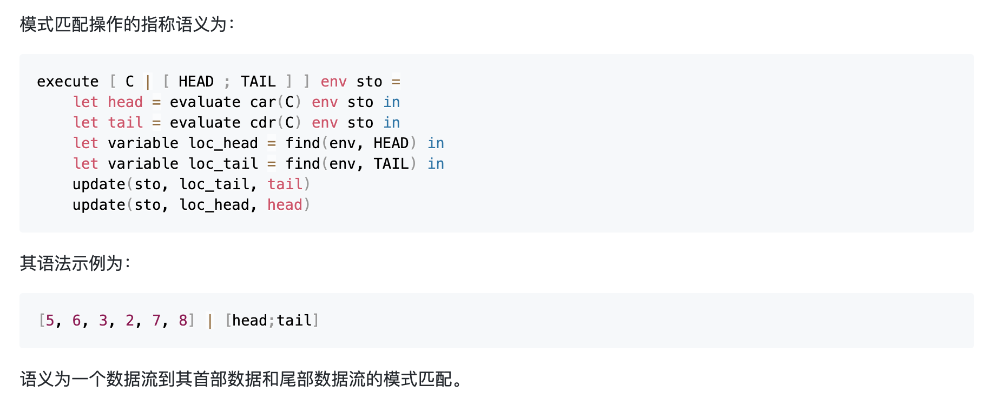 模式匹配操作的指称语义为：
execute [ C | [ HEAD ; TAIL ] ] env sto =
let head = evaluate car(C) env sto in
let tail = evaluate cdr(C) env sto in
let variable loc_head = find(env, HEAD) in
let variable loc_tail = find(env, TAIL) in
update(sto, loc_tail, tail)
update(sto, loc_head, head)
其语法示例为：
[5, 6, 3, 2, 7, 8] | [head;tail]
语义为一个数据流到其首部数据和尾部数据流的模式匹配。